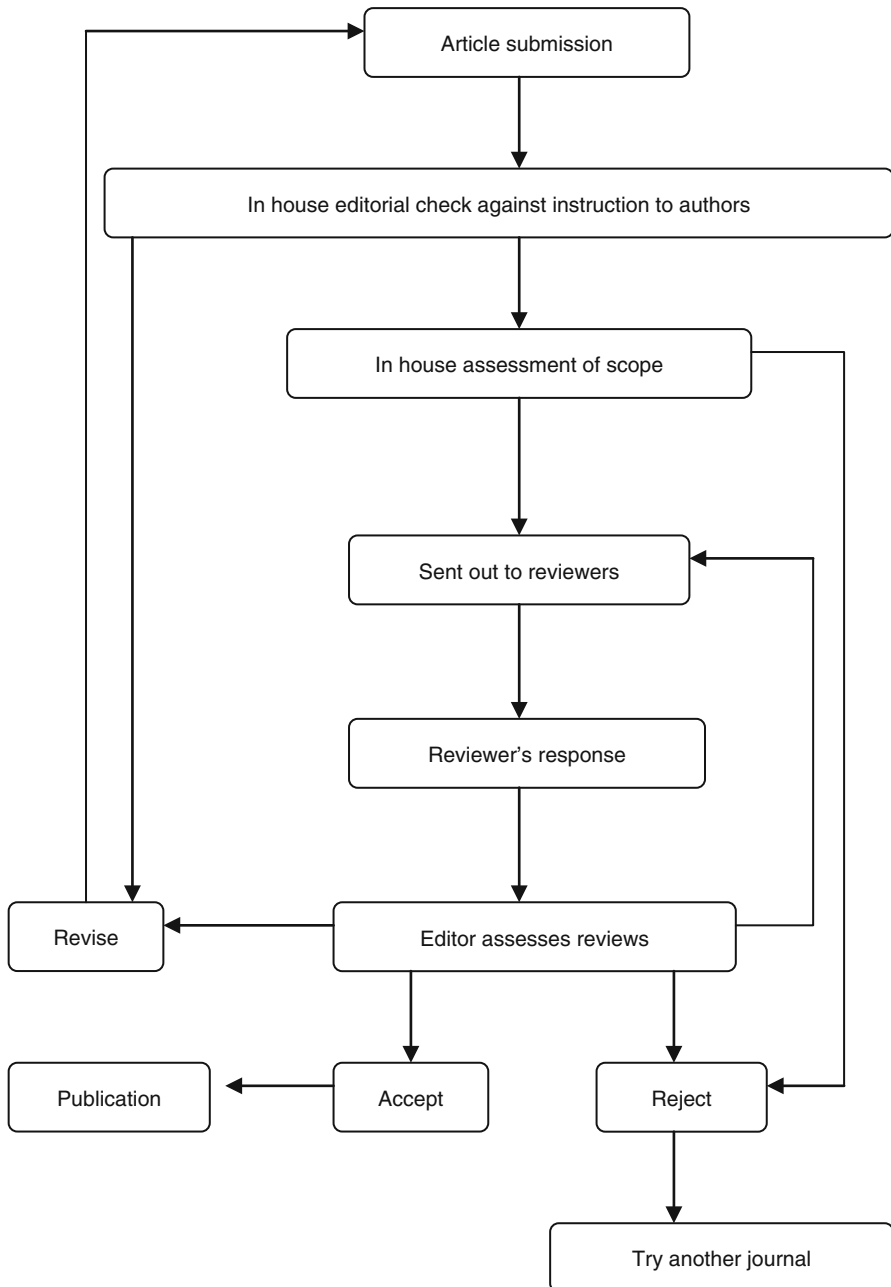 Article submission
In house editorial check against instruction to authors
In house assessment of scope
Sent out to reviewers
Reviewer’s response
Revise
Editor assesses reviews
Publication
Accept
Reject
Try another journal